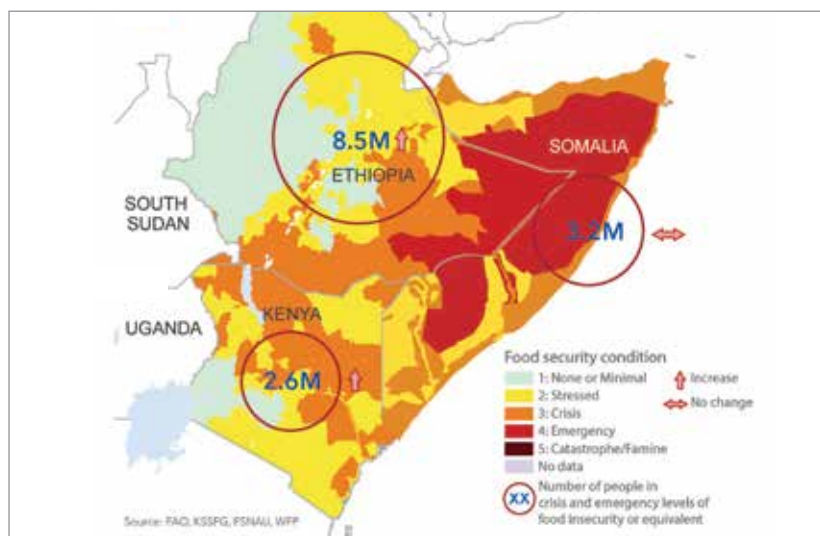 8.5M
ETHIOPIA
SOMALIA
SOUTH
SUDAN
3.2M
UGANDA
KENYA
2.6M
Food security condition
1: None or Minimal
2: Stressed
3: Crisis
4: Emergency
5: Catastrophe/Famine
No data
Increase
No change
XX
Number of people in
crisis and emergency levels of
food insecurity or equivalent
Source: FAO, KSSFG, FSNAU, WFP